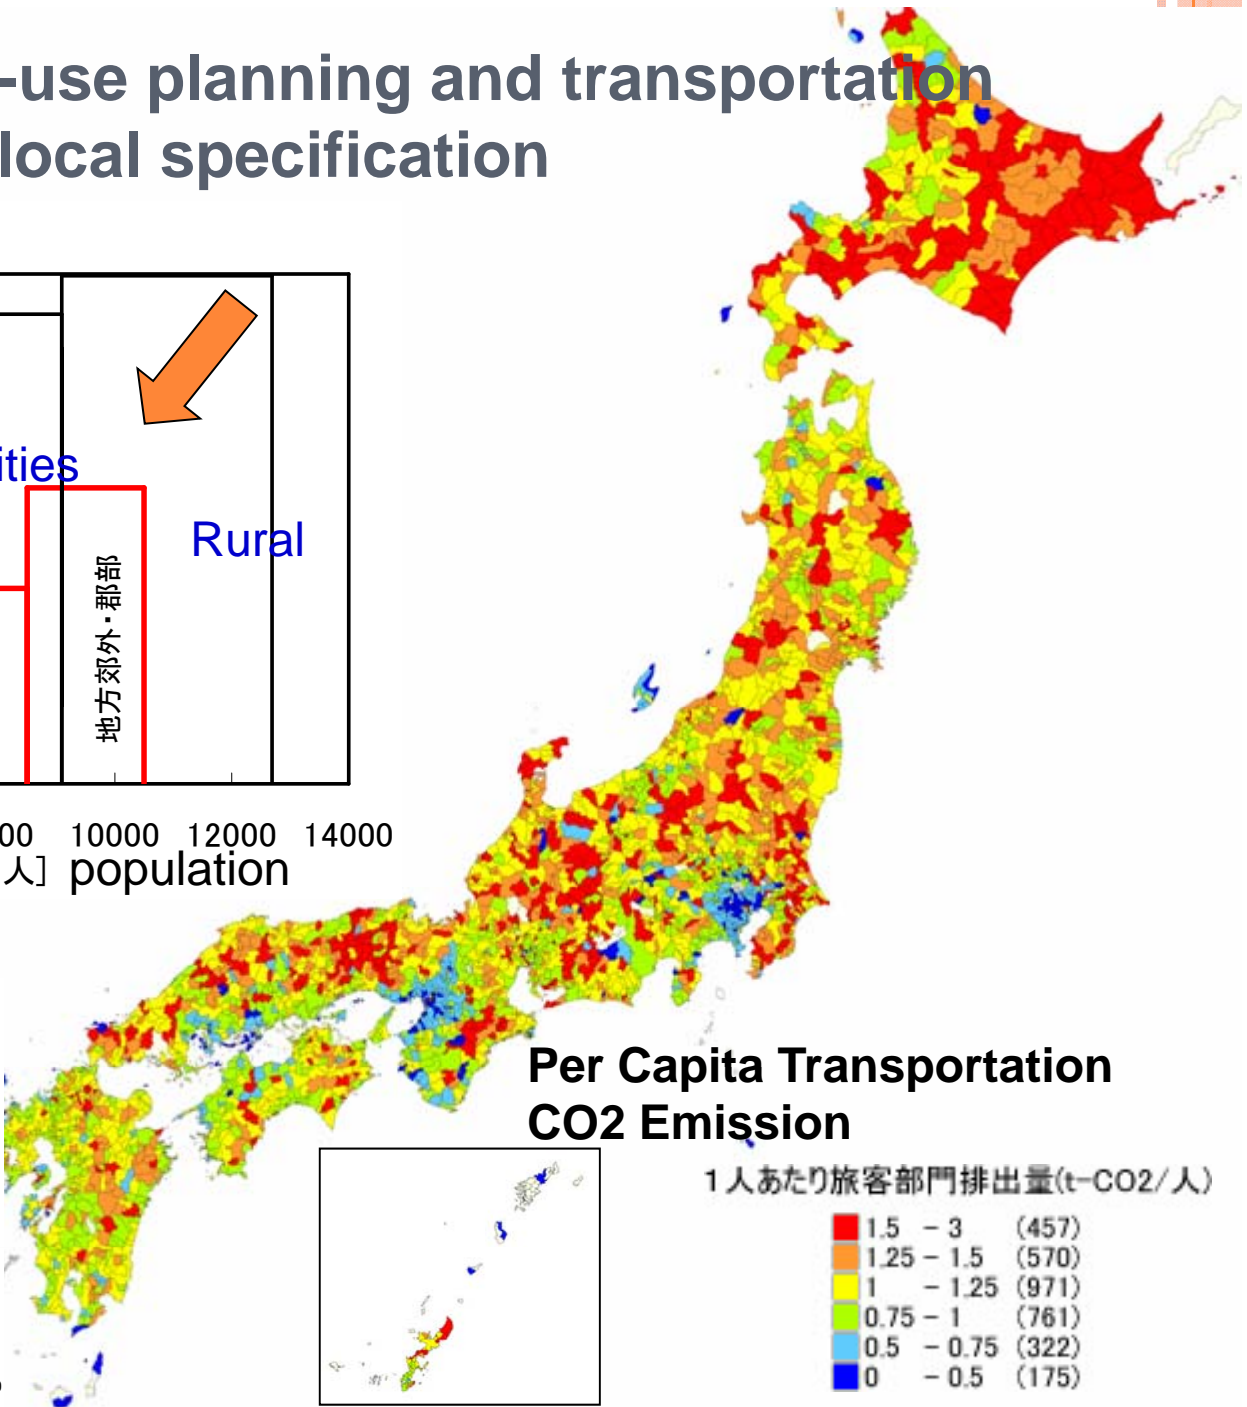 -use planning and transportation
local specification
ities
Rural
地方郊外・郡部
00 10000 12000 14000
人] population
Per Capita Transportation
CO2 Emission
1人あたり旅客部門排出量(t-CO2/人)
1.5 - 3 (457)
1.25 - 1.5 (570)
1 - 1.25 (971)
0.75 - 1 (761)
0.5 - 0.75 (322)
0 - 0.5 (175)